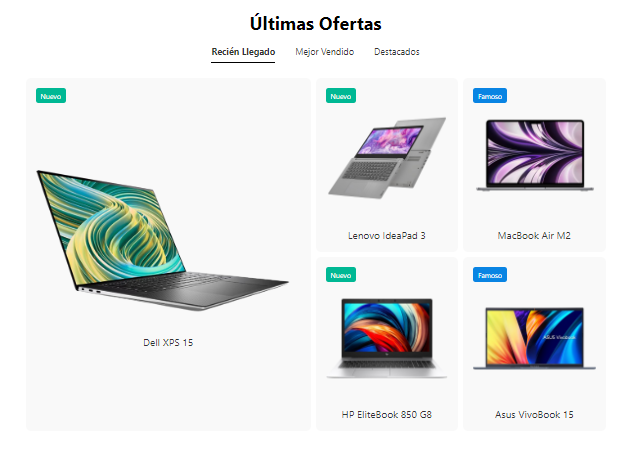 Últimas Ofertas
Recién Llegado
Mejor Vendido
Destacados
Nuevo
Dell XPS 15
Nuevo
Lenovo IdeaPad 3
Famoso
MacBook Air M2
Nuevo
HP EliteBook 850 G8
Famoso
ASUS VivoBook
Asus VivoBook 15